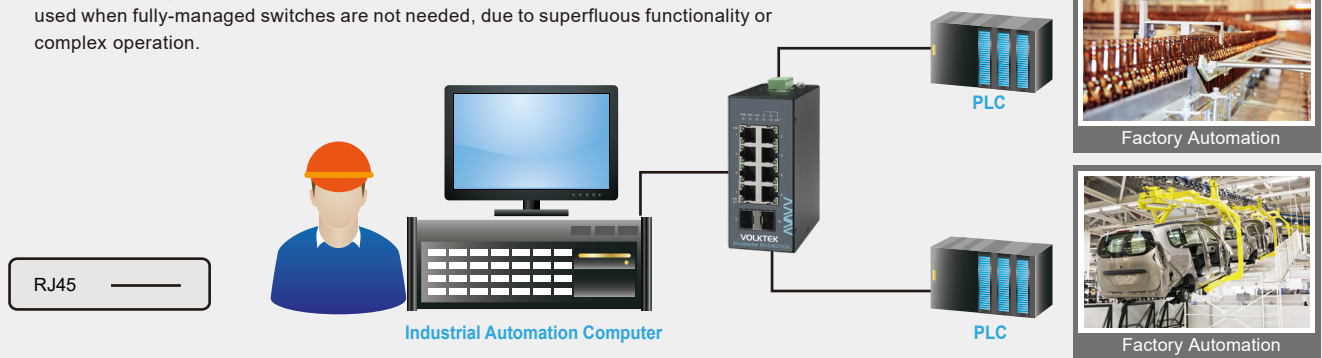 used when fully-managed switches are not needed, due to superfluous functionality or
complex operation.
PLC
Factory Automation
VOLKTEK
RJ45
Industrial Automation Computer
PLC
Factory Automation